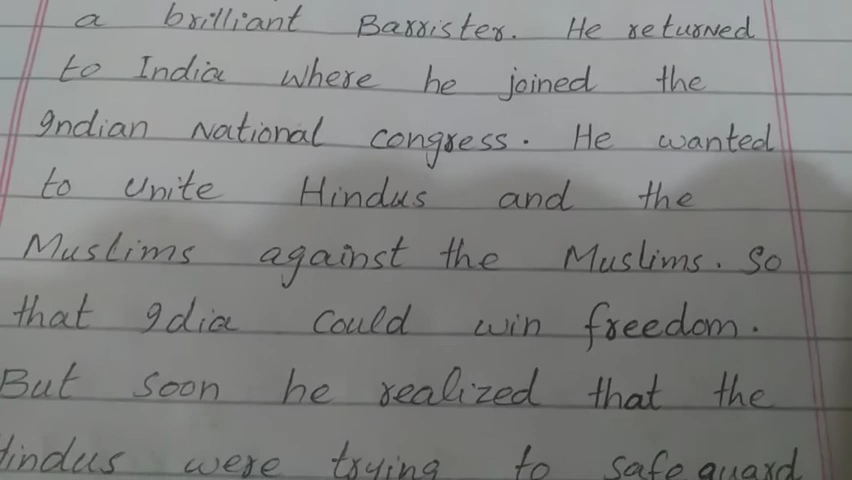 a brilliant Barrister. He returned
to India where he joined the
Indian National congress. He wanted
to unite Hindus and the
Muslims against the Muslims. So
that Idia could win freedom.
But soon he realized that the
Hindus were trying to safeguard